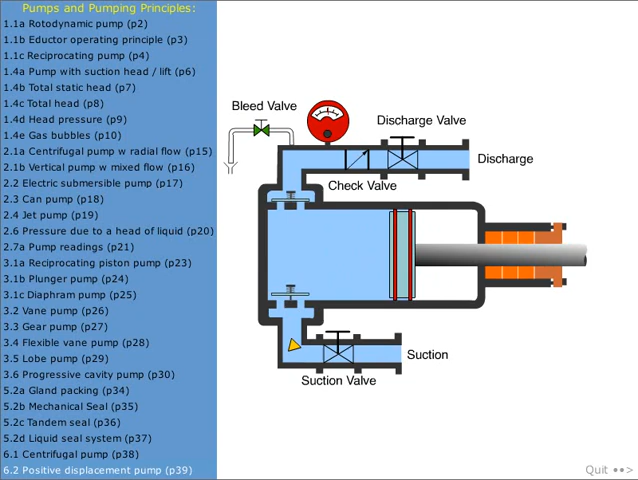 Pumps and Pumping Principles:
1.1a Rotodynamic pump (p2)
1.1b Eductor operating principle (p3)
1.1c Reciprocating pump (p4)
1.4a Pump with suction head / lift (p6)
1.4b Total static head (p7)
1.4c Total head (p8)
1.4d Head pressure (p9)
1.4e Gas bubbles (p10)
2.1a Centrifugal pump w radial flow (p15)
2.1b Vertical pump w mixed flow (p16)
2.2 Electric submersible pump (p17)
2.3 Can pump (p18)
2.4 Jet pump (p19)
2.6 Pressure due to a head of liquid (p20)
2.7a Pump readings (p21)
3.1a Reciprocating piston pump (p23)
3.1b Plunger pump (p24)
3.1c Diaphram pump (p25)
3.2 Vane pump (p26)
3.3 Gear pump (p27)
3.4 Flexible vane pump (p28)
3.5 Lobe pump (p29)
3.6 Progressive cavity pump (p30)
5.2a Gland packing (p34)
5.2b Mechanical Seal (p35)
5.2c Tandem seal (p36)
5.2d Liquid seal system (p37)
6.1 Centrifugal pump (p38)
6.2 Positive displacement pump (p39)
Bleed Valve
Discharge Valve
Discharge
Check Valve
Suction
Suction Valve
Quit ••>